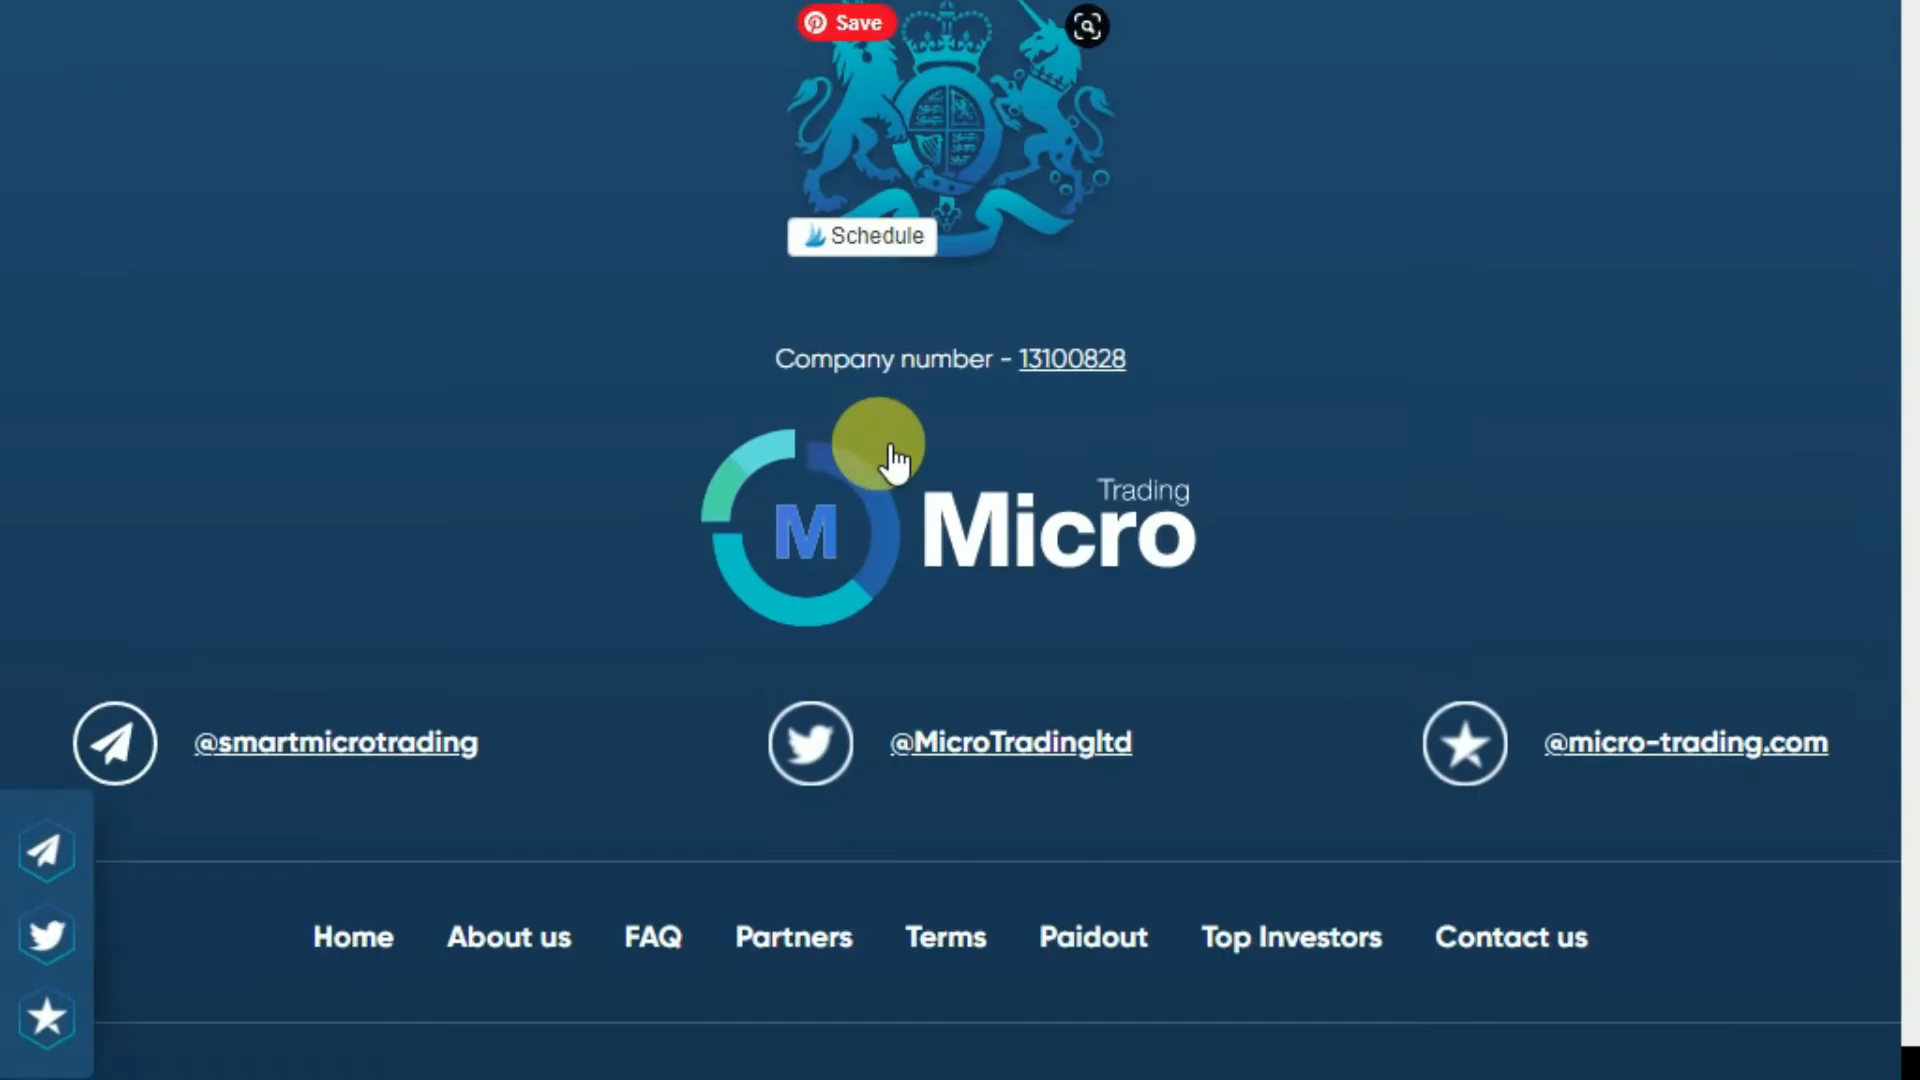 Save
Schedule
Company number - 13100828
M
Trading
Micro
@smartmicrotrading
@MicroTradingltd
@micro-trading.com
Home About us FAQ Partners Terms Paidout Top Investors Contact us